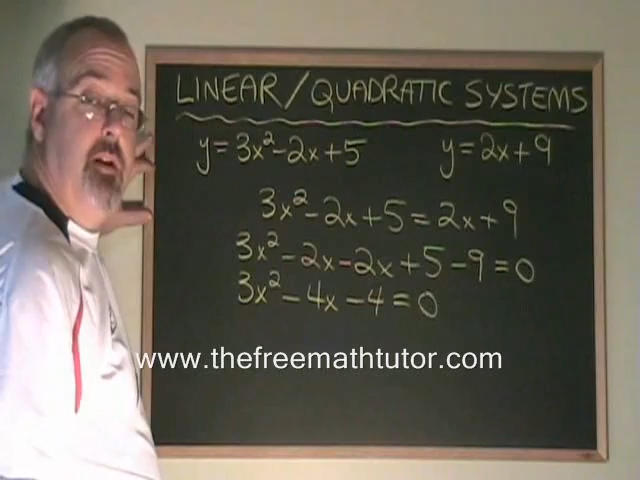 LINEAR/QUADRATIC SYSTEMS
y=3x²-2x+5 y=2x+9
3x²-2x+5=2x+9
3x²-2x-2x+5-9=0
3x²-4x-4=0
www.thefreemathtutor.com